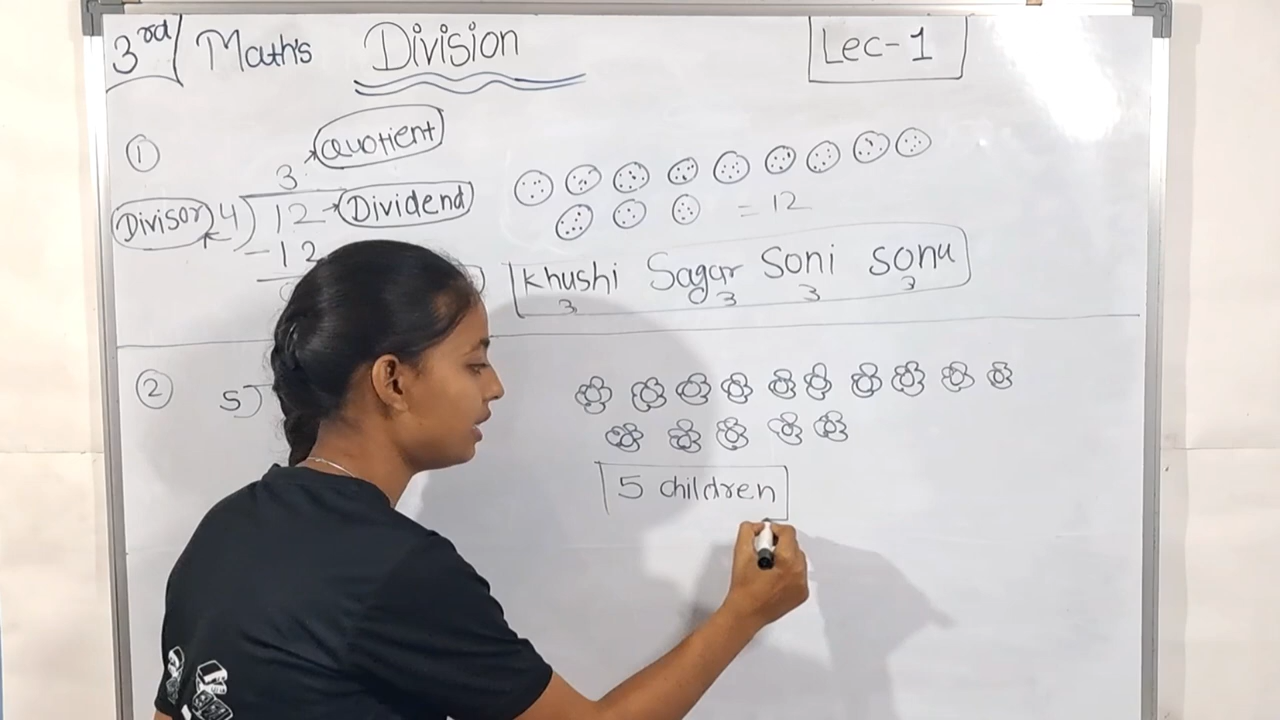 3rd Maths Division Lec-1
①
Quotient
3
Divisor 4) 12 Dividend
-12
= 12
Khushi Sagar Soni Sonu
3 3 3 3
② 5)
5 children